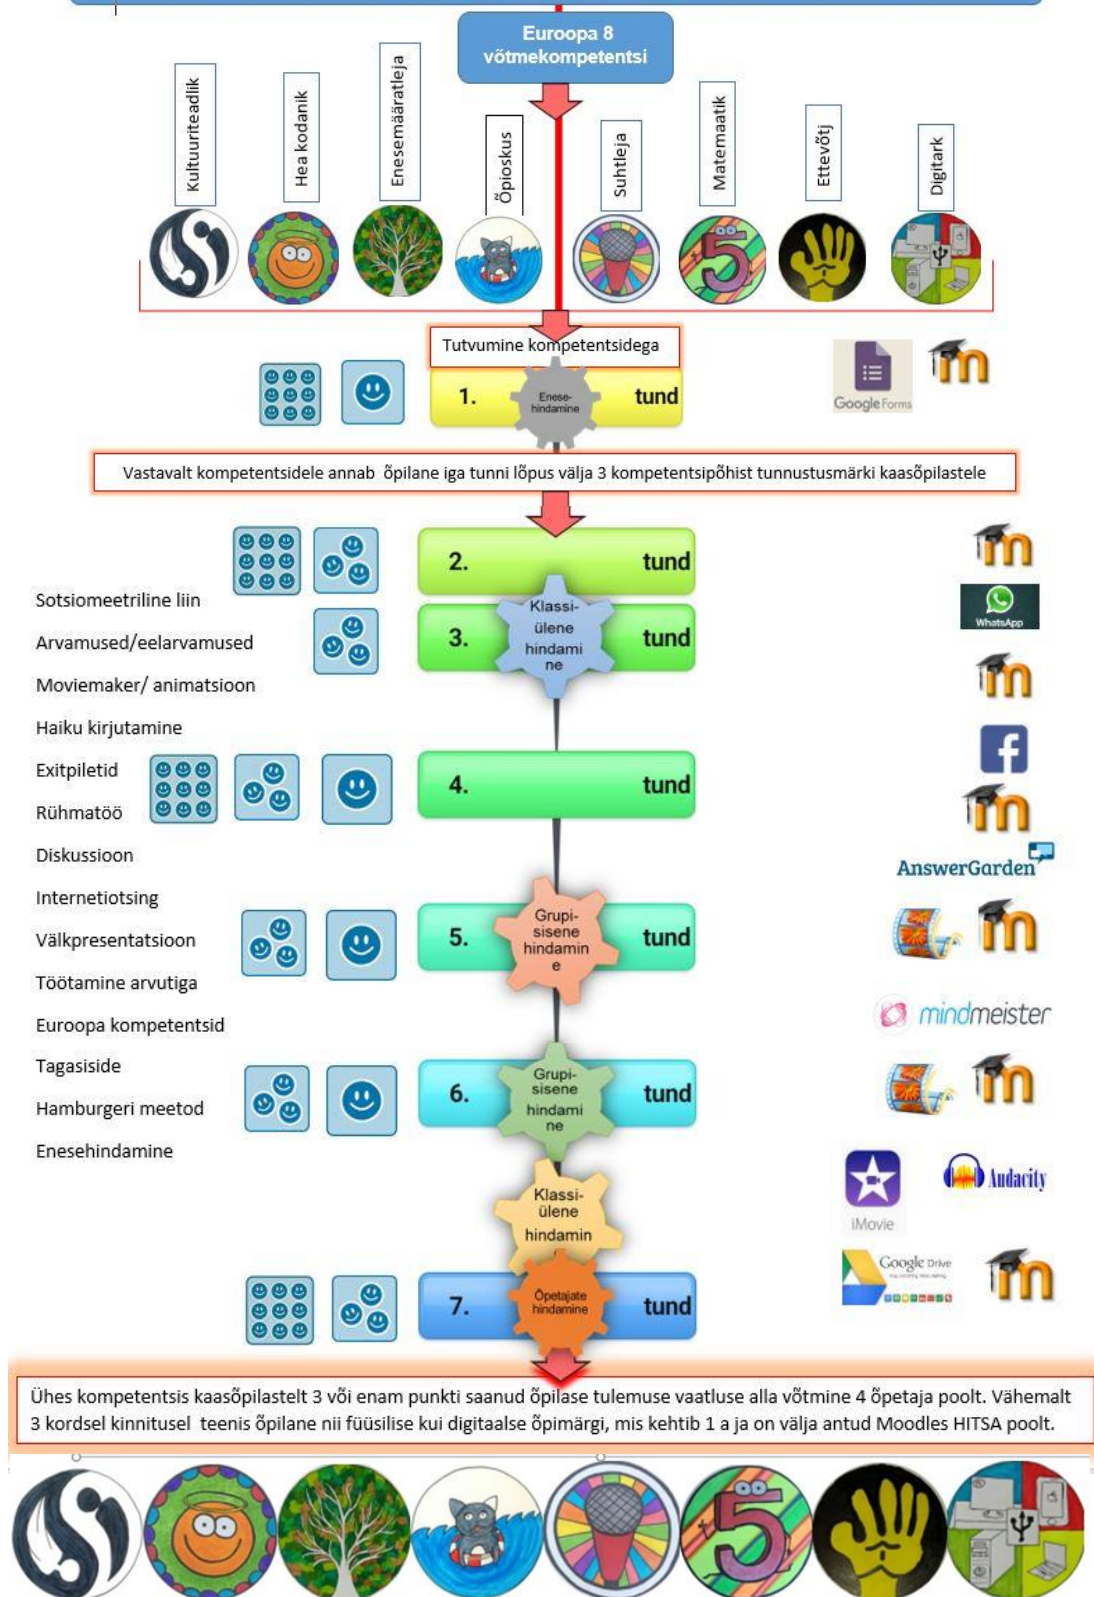 Euroopa 8
võtmekompetentsi
Kultuuriteadlik
Hea kodanik
Enesemääratleja
Õpioskus
Suhtleja
Matemaatik
Ettevõtj
Digitark
Tutvumine kompetentsidega
1.
Enese-
hindamine
tund
Google Forms
m
Vastavalt kompetentsidele annab õpilane iga tunni lõpus välja 3 kompetentsipõhist tunnustusmärki kaasõpilastele
2.
tund
m
Sotsiomeetriline liin
Klassi-
ülene
hindami
ne
WhatsApp
Arvamused/eelarvamused
3.
tund
m
Moviemaker/ animatsioon
Haiku kirjutamine
f
Exitpiletid
4.
tund
m
Rühmatöö
Diskussioon
AnswerGarden
Internetiotsing
Grupi-
sisene
hindamin
e
Välkpresentatsioon
5.
tund
m
Töötamine arvutiga
mindmeister
Euroopa kompetentsid
Tagasiside
Grupi-
sisene
hindami
ne
6.
tund
m
Hamburgeri meetod
Enesehindamine
iMovie
Audacity
Klassi-
ülene
hindamin
Google Drive
m
7.
Õpetajate
hindamine
tund
Ühes kompetentsis kaasõpilastelt 3 või enam punkti saanud õpilase tulemuse vaatluse alla võtmine 4 õpetaja poolt. Vähemalt
3 kordsel kinnitusel teenis õpilane nii füüsilise kui digitaalse õpimärgi, mis kehtib 1 a ja on välja antud Moodles HITSA poolt.
5